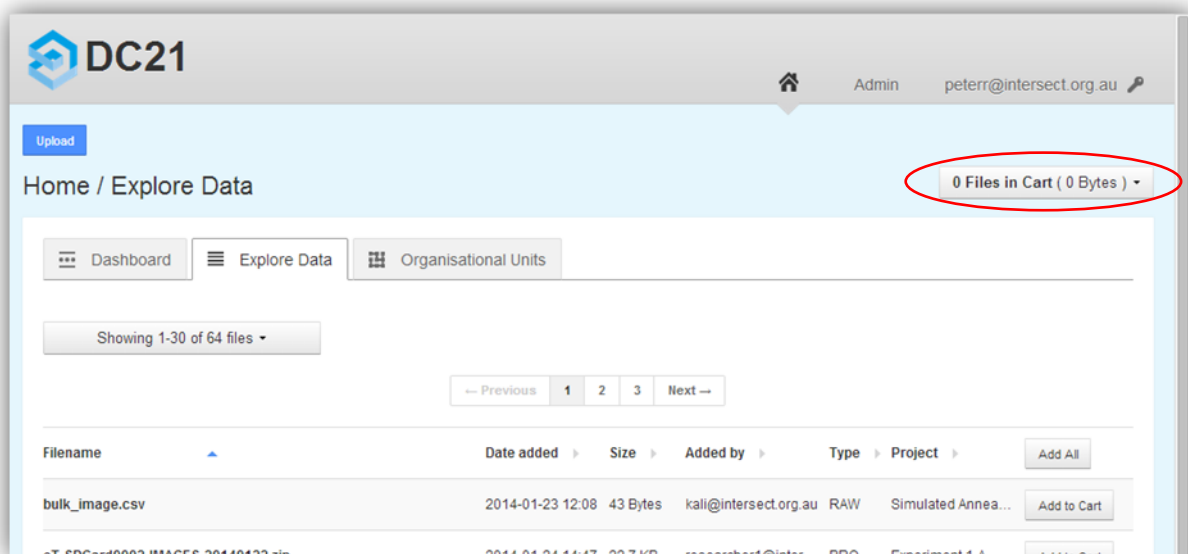 DC21
Admin peterr@intersect.org.au
Upload
Home / Explore Data
0 Files in Cart ( 0 Bytes )
Dashboard Explore Data Organisational Units
Showing 1-30 of 64 files
← Previous 1 2 3 Next →
Filename Date added Size Added by Type Project Add All
bulk_image.csv 2014-01-23 12:08 43 Bytes kali@intersect.org.au RAW Simulated Annea... Add to Cart